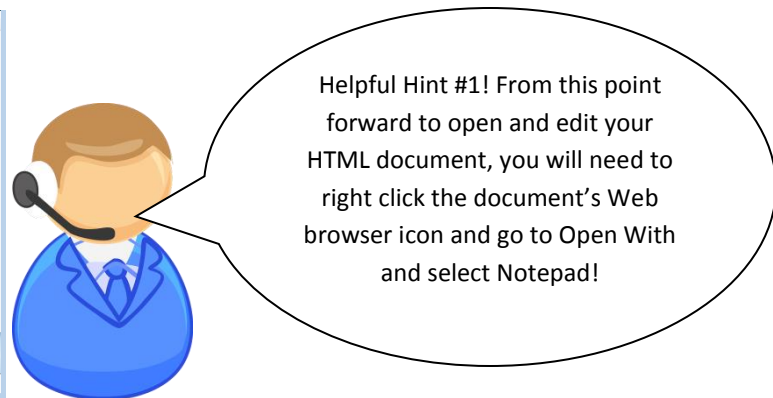 Helpful Hint #1! From this point
forward to open and edit your
HTML document, you will need to
right click the document’s Web
browser icon and go to Open With
and select Notepad!